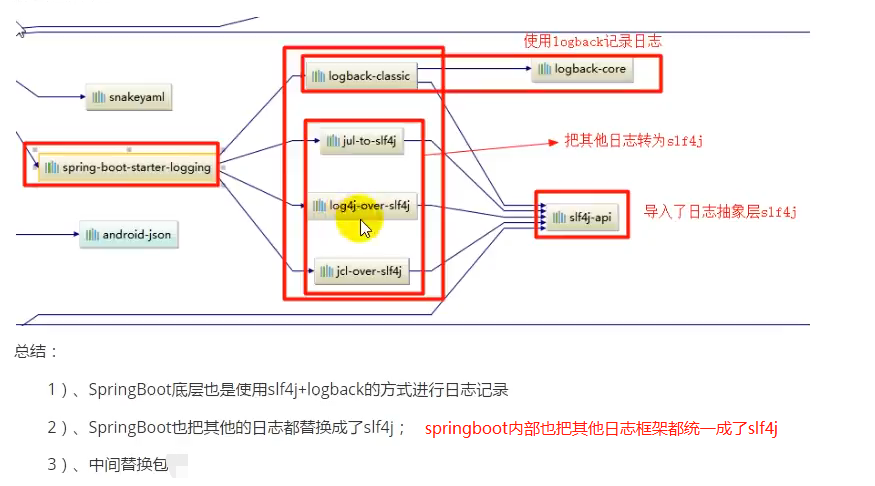 使用logback记录日志
logback-classic
logback-core
snakeyaml
jul-to-slf4j
把其他日志转为slf4j
spring-boot-starter-logging
log4j-over-slf4j
slf4j-api
导入了日志抽象层slf4j
android-json
jcl-over-slf4j
总结：
1）、SpringBoot底层也是使用slf4j+logback的方式进行日志记录
2）、SpringBoot也把其他的日志都替换成了slf4j； springboot内部也把其他日志框架都统一成了slf4j
3）、中间替换包